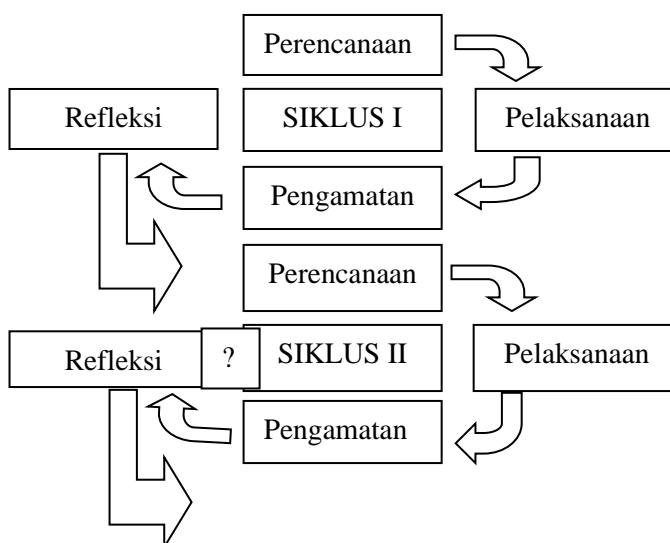 Perencanaan
Refleksi
SIKLUS I
Pelaksanaan
Pengamatan
Perencanaan
Refleksi
?
SIKLUS II
Pelaksanaan
Pengamatan